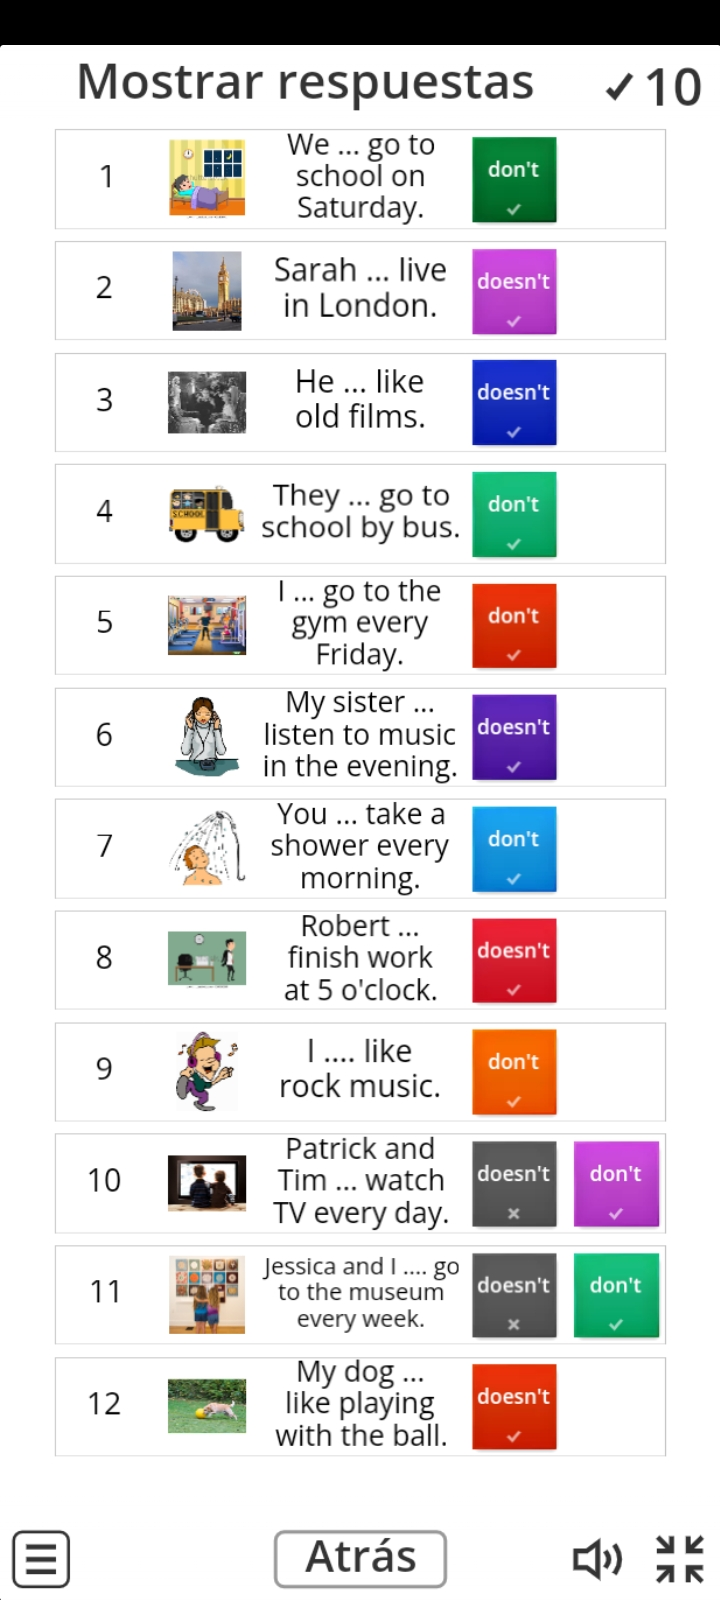 Mostrar respuestas ✓10
1
We ... go to
school on
Saturday.
don't
✓
2
Sarah ... live
in London.
doesn't
✓
3
He ... like
old films.
doesn't
✓
4
SCHOOL
They ... go to
school by bus.
don't
✓
5
I ... go to the
gym every
Friday.
don't
✓
6
My sister ...
listen to music
in the evening.
doesn't
✓
7
You ... take a
shower every
morning.
don't
✓
8
Robert ...
finish work
at 5 o'clock.
doesn't
✓
9
I .... like
rock music.
don't
✓
10
Patrick and
Tim ... watch
TV every day.
doesn't
×
don't
✓
11
Jessica and I .... go
to the museum
every week.
doesn't
×
don't
✓
12
My dog ...
like playing
with the ball.
doesn't
✓
Atrás